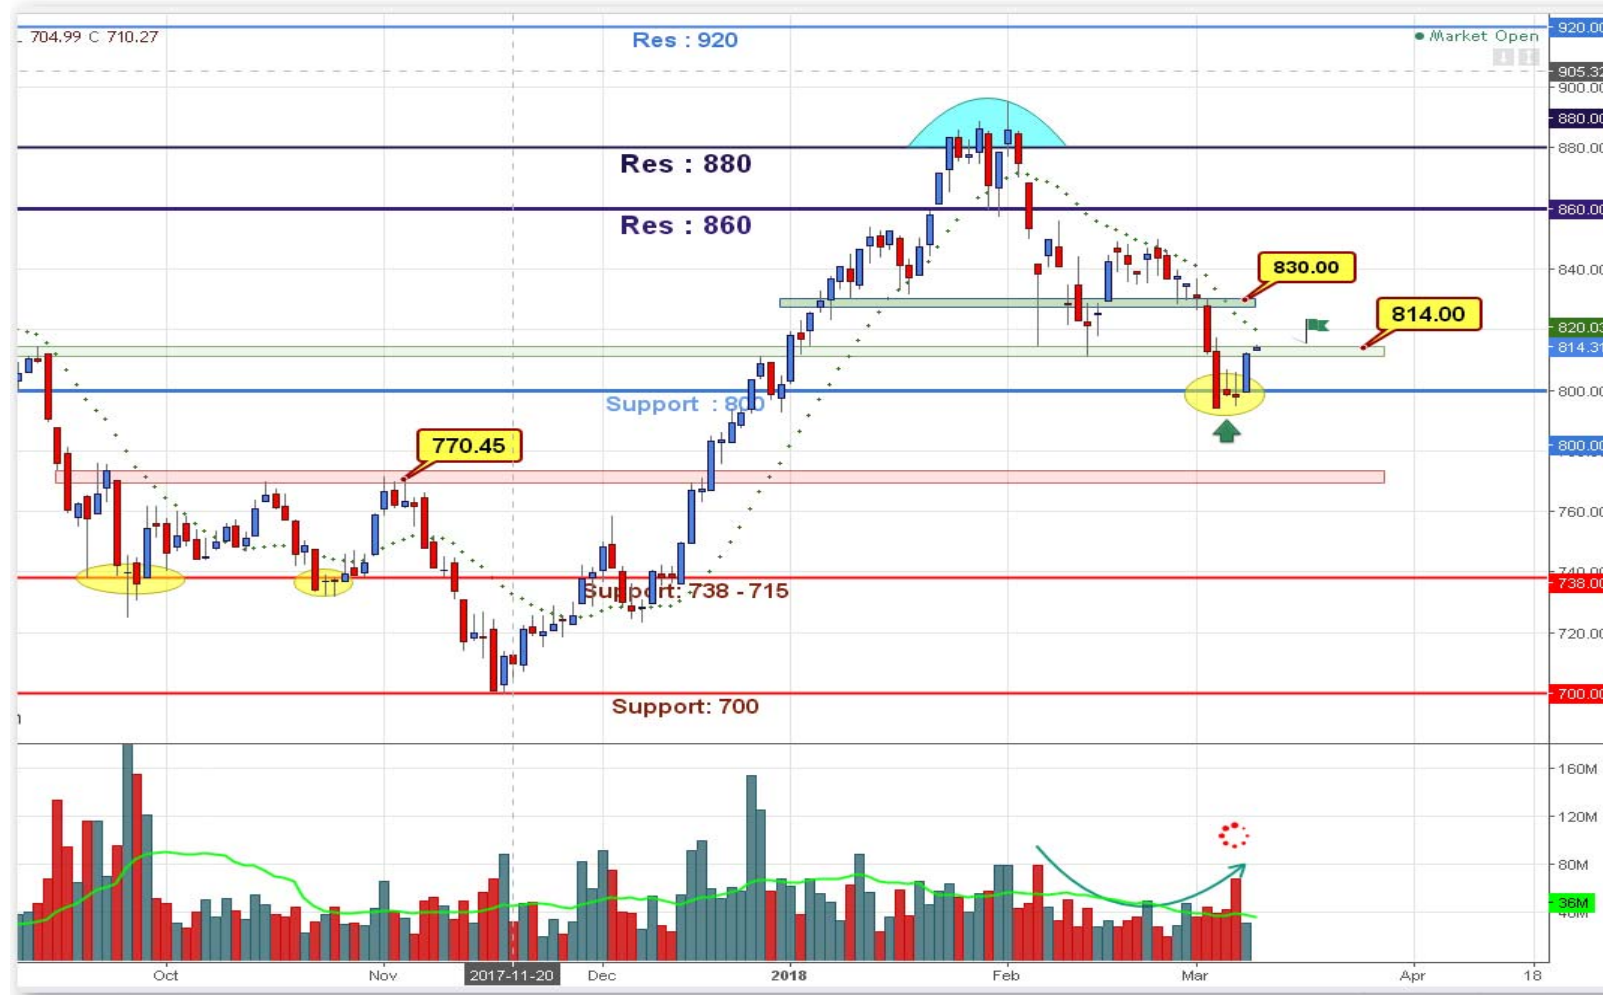 704.99 C 710.27
Res : 920
Market Open
920.00
905.32
900.00
880.00
Res : 880
880.00
860.00
Res : 860
840.00
830.00
814.00
820.03
814.31
800.00
Support : 800
770.45
800.00
760.00
740.00
738.00
Support: 738 - 715
720.00
700.00
Support: 700
160M
120M
80M
36M
40M
Oct Nov 2017-11-20 Dec 2018 Feb Mar Apr 18